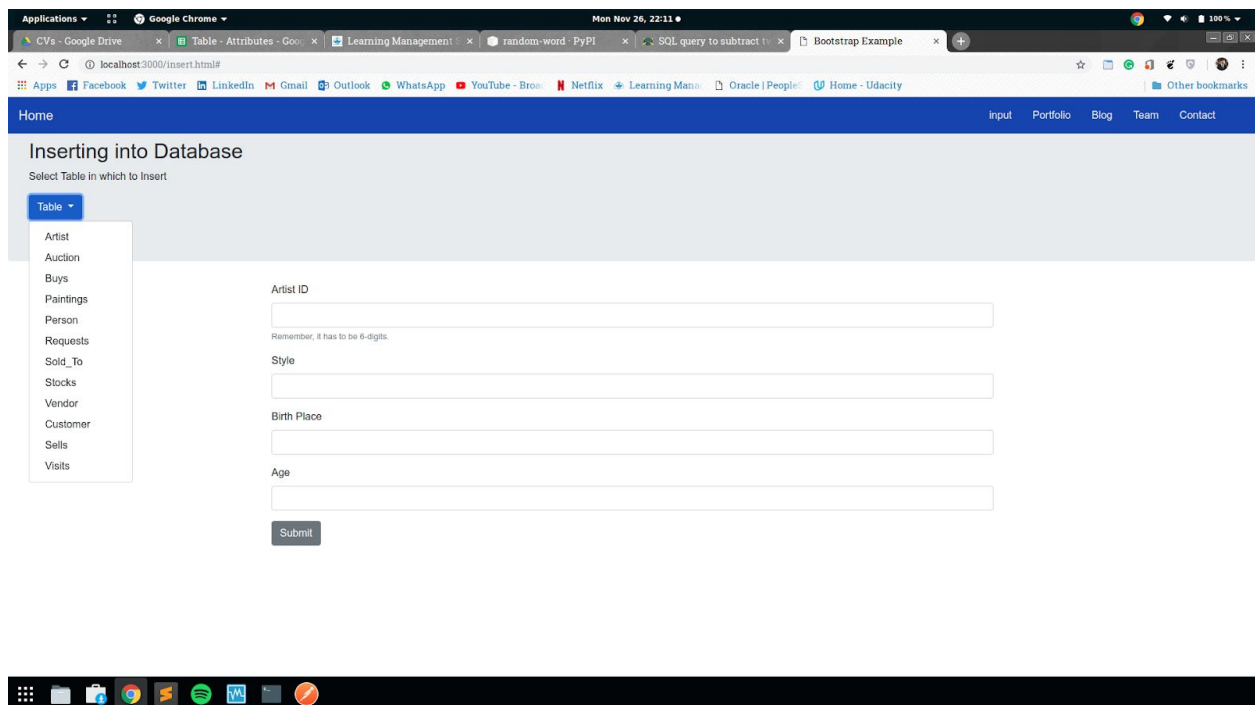 Applications Google Chrome Mon Nov 26, 22:11 100 %
CVs - Google Drive Table - Attributes - Goo Learning Management random-word · PyPI SQL query to subtract Bootstrap Example
localhost:3000/insert.html#
Apps Facebook Twitter LinkedIn Gmail Outlook WhatsApp YouTube - Broa Netflix Learning Mana Oracle | People Home - Udacity Other bookmarks
Home input Portfolio Blog Team Contact
Inserting into Database
Select Table in which to Insert
Table
Artist
Auction
Buys
Paintings
Person
Requests
Sold_To
Stocks
Vendor
Customer
Sells
Visits
Artist ID
Remember, it has to be 6-digits.
Style
Birth Place
Age
Submit